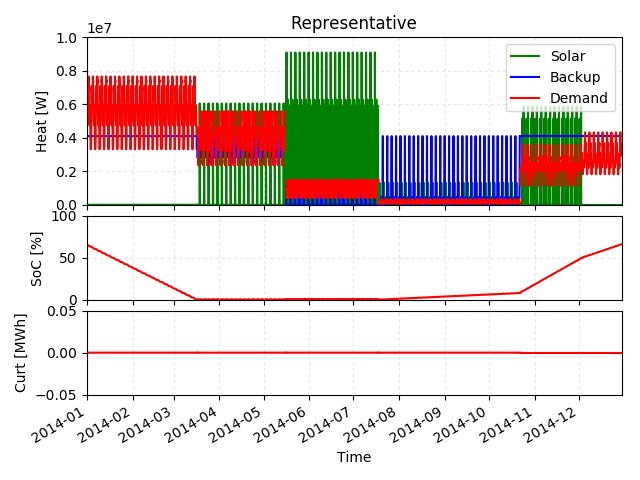 Representative
1e7
1.0
0.8
0.6
0.4
0.2
0.0
Heat [W]
Solar
Backup
Demand
100
50
0
SoC [%]
0.05
0.00
−0.05
Curt [MWh]
2014-01
2014-02
2014-03
2014-04
2014-05
2014-06
2014-07
2014-08
2014-09
2014-10
2014-11
2014-12
Time